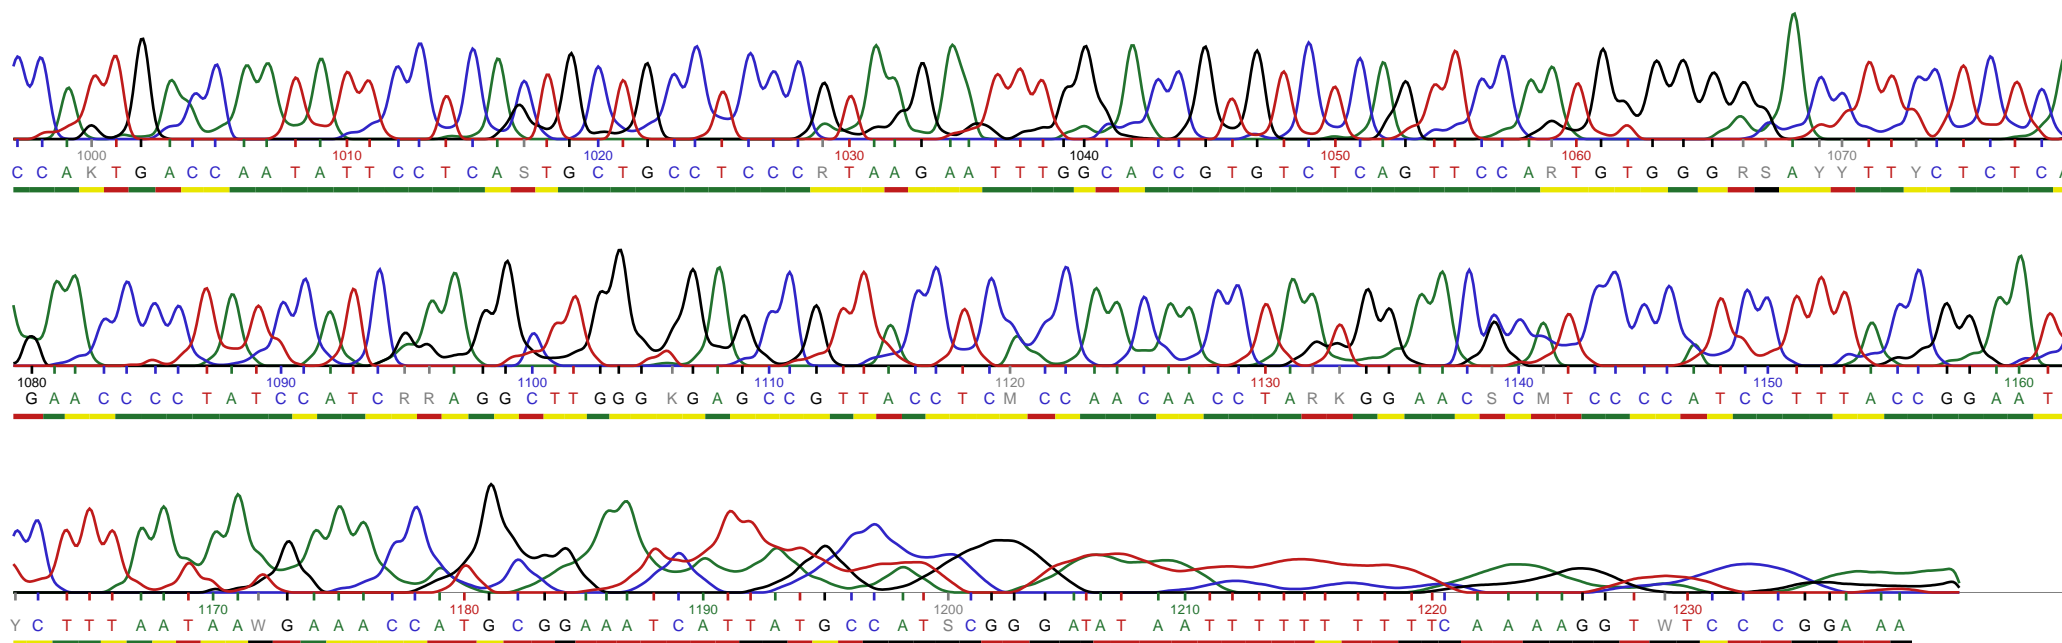 1000 1010 1020 1030 1040 1050 1060 1070
C C A K T G A C C A A T A T T C C T C A S T G C T G C C T C C C R T A A G A A T T T G G C A C C G T G T C T C A G T T C C A R T G T G G G R S A Y Y T T Y C T C T C A
1080 1090 1100 1110 1120 1130 1140 1150 1160
G A A C C C C T A T C C A T C R R A G G C T T G G G K G A G C C G T T A C C T C M C C A A C A A C C T A R K G G A A C S C M T C C C C A T C C T T T A C C G G A A T
1170 1180 1190 1200 1210 1220 1230
Y C T T T A A T A A W G A A A C C A T G C G G A A A T C A T T A T G C C A T S C G G G A T A T A A T T T T T T T T T T C A A A A G G T W T C C C G G A A A